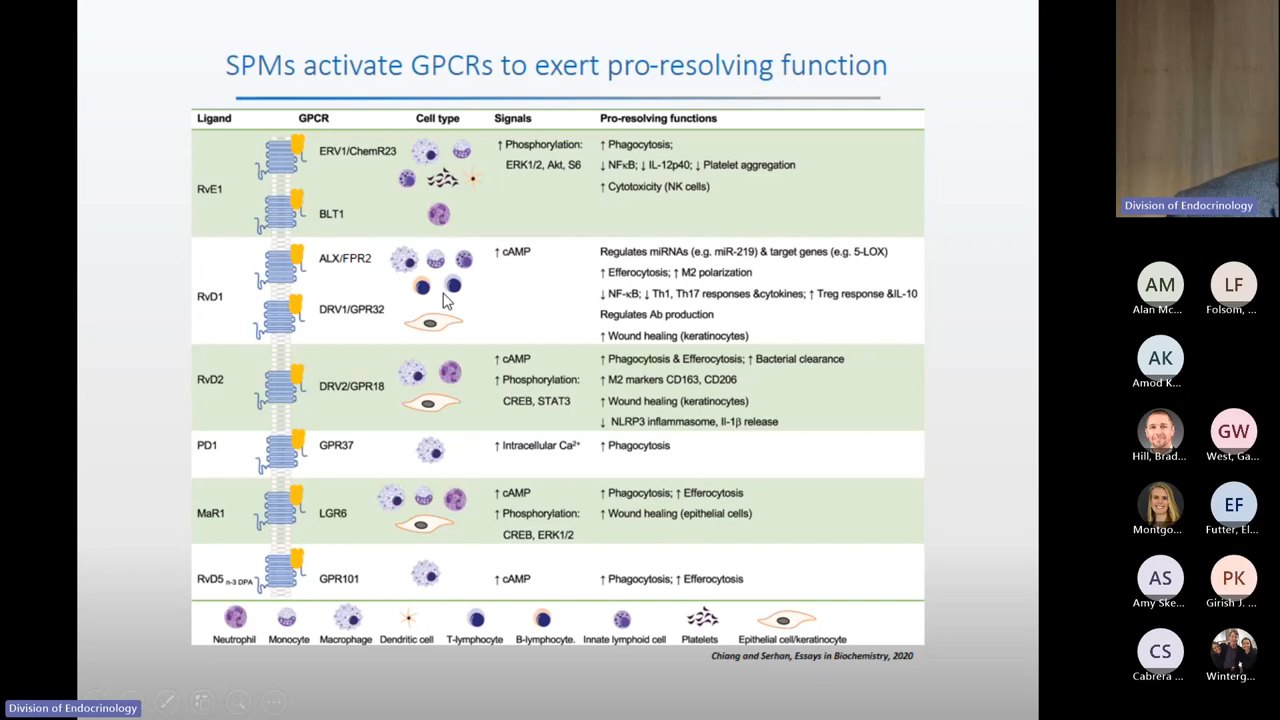 SPMs activate GPCRs to exert pro-resolving function
Ligand GPCR Cell type Signals Pro-resolving functions
RvE1
ERV1/ChemR23
BLT1
↑ Phosphorylation:
ERK1/2, Akt, S6
↑ Phagocytosis;
↓ NFκB; ↓ IL-12p40; ↓ Platelet aggregation
↑ Cytotoxicity (NK cells)
RvD1
ALX/FPR2
DRV1/GPR32
↑ cAMP
Regulates miRNAs (e.g. miR-219) & target genes (e.g. 5-LOX)
↑ Efferocytosis; ↑ M2 polarization
↓ NF-κB; ↓ Th1, Th17 responses &cytokines; ↑ Treg response &IL-10
Regulates Ab production
↑ Wound healing (keratinocytes)
RvD2
DRV2/GPR18
↑ cAMP
↑ Phosphorylation:
CREB, STAT3
↑ Phagocytosis & Efferocytosis; ↑ Bacterial clearance
↑ M2 markers CD163, CD206
↑ Wound healing (keratinocytes)
↓ NLRP3 inflammasome, Il-1β release
PD1
GPR37
↑ Intracellular Ca²⁺
↑ Phagocytosis
MaR1
LGR6
↑ cAMP
↑ Phosphorylation:
CREB, ERK1/2
↑ Phagocytosis; ↑ Efferocytosis
↑ Wound healing (epithelial cells)
RvD5 n-3 DPA
GPR101
↑ cAMP
↑ Phagocytosis; ↑ Efferocytosis
Neutrophil Monocyte Macrophage Dendritic cell T-lymphocyte B-lymphocyte. Innate lymphoid cell Platelets Epithelial cell/keratinocyte
Chiang and Serhan, Essays in Biochemistry, 2020
Division of Endocrinology
Division of Endocrinology
AM LF
Alan Mc... Folsom, ...
AK
Amod K...
GW
Hill, Brad... West, Ga...
EF
Montgo... Futter, El...
AS PK
Amy Ske... Girish J. ...
CS
Cabrera ... Winterg...